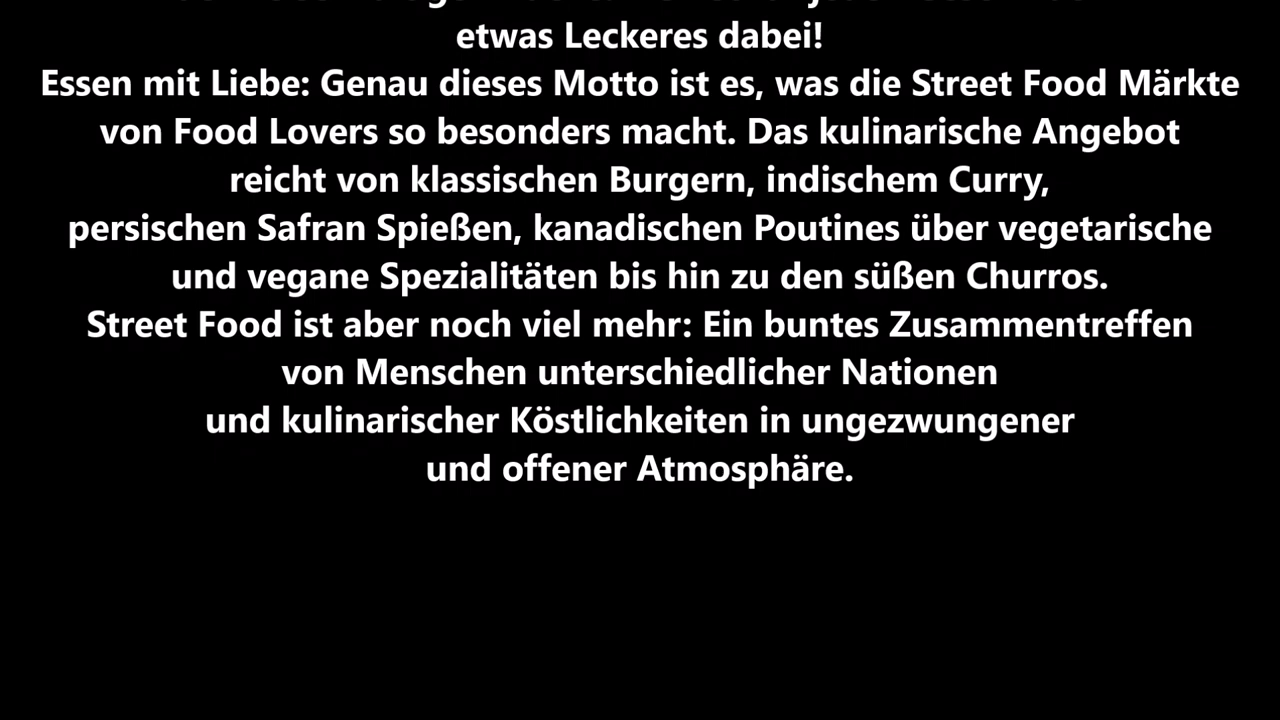 etwas Leckeres dabei!
Essen mit Liebe: Genau dieses Motto ist es, was die Street Food Märkte
von Food Lovers so besonders macht. Das kulinarische Angebot
reicht von klassischen Burgern, indischem Curry,
persischen Safran Spießen, kanadischen Poutines über vegetarische
und vegane Spezialitäten bis hin zu den süßen Churros.
Street Food ist aber noch viel mehr: Ein buntes Zusammentreffen
von Menschen unterschiedlicher Nationen
und kulinarischer Köstlichkeiten in ungezwungener
und offener Atmosphäre.